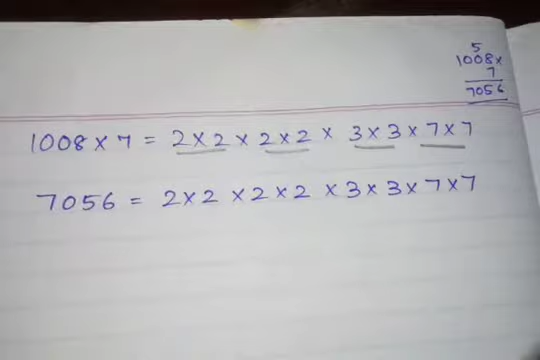 5
1008×
7
7056
1008 × 7 = 2 × 2 × 2 × 2 × 3 × 3 × 7 × 7
7056 = 2 × 2 × 2 × 2 × 3 × 3 × 7 × 7